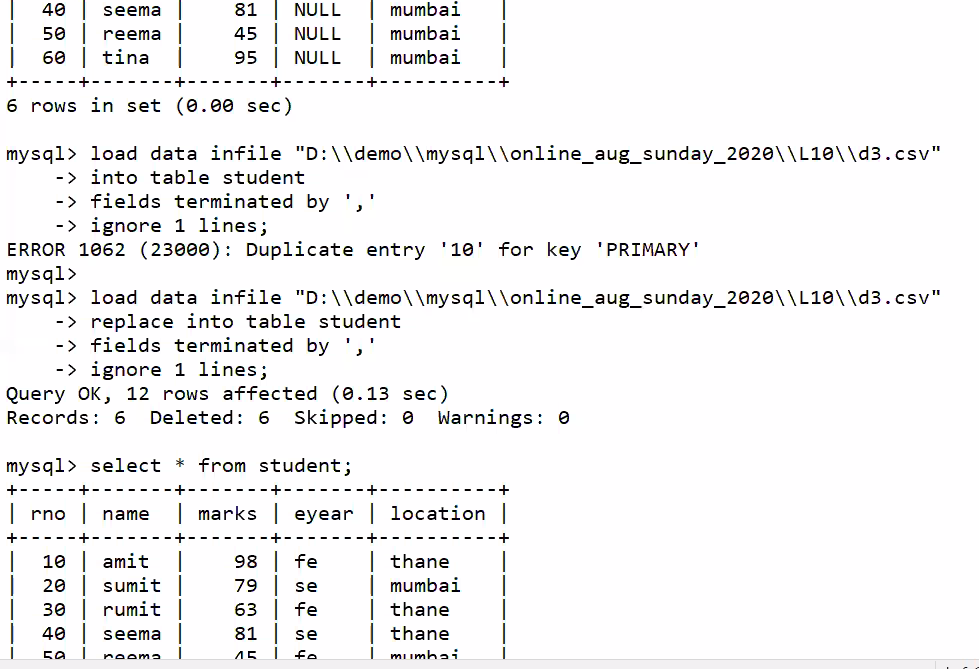 | 40 | seema | 81 | NULL | mumbai |
| 50 | reema | 45 | NULL | mumbai |
| 60 | tina | 95 | NULL | mumbai |
+-----+-------+-------+-------+----------+
6 rows in set (0.00 sec)
mysql> load data infile "D:\\demo\\mysql\\online_aug_sunday_2020\\L10\\d3.csv"
-> into table student
-> fields terminated by ','
-> ignore 1 lines;
ERROR 1062 (23000): Duplicate entry '10' for key 'PRIMARY'
mysql>
mysql> load data infile "D:\\demo\\mysql\\online_aug_sunday_2020\\L10\\d3.csv"
-> replace into table student
-> fields terminated by ','
-> ignore 1 lines;
Query OK, 12 rows affected (0.13 sec)
Records: 6  Deleted: 6  Skipped: 0  Warnings: 0
mysql> select * from student;
+-----+-------+-------+-------+----------+
| rno | name | marks | eyear | location |
+-----+-------+-------+-------+----------+
| 10 | amit | 98 | fe | thane |
| 20 | sumit | 79 | se | mumbai |
| 30 | rumit | 63 | fe | thane |
| 40 | seema | 81 | se | thane |
| 50 | reema | 45 | fe | mumbai |